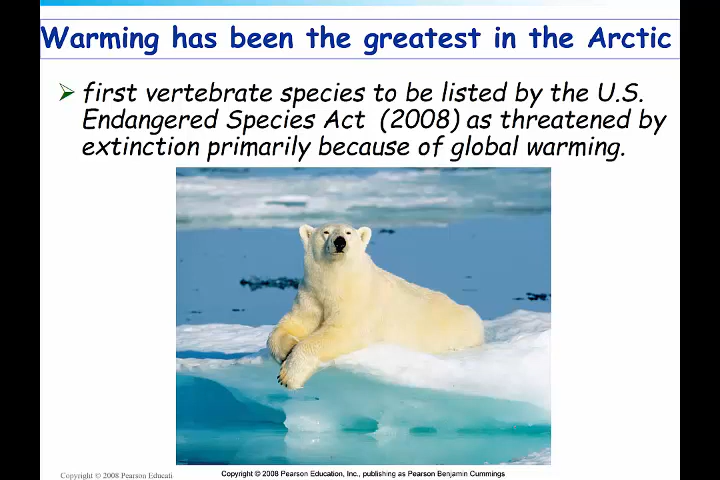 Warming has been the greatest in the Arctic
first vertebrate species to be listed by the U.S.
Endangered Species Act (2008) as threatened by
extinction primarily because of global warming.
Copyright © 2008 Pearson Educati
Copyright © 2008 Pearson Education, Inc., publishing as Pearson Benjamin Cummings